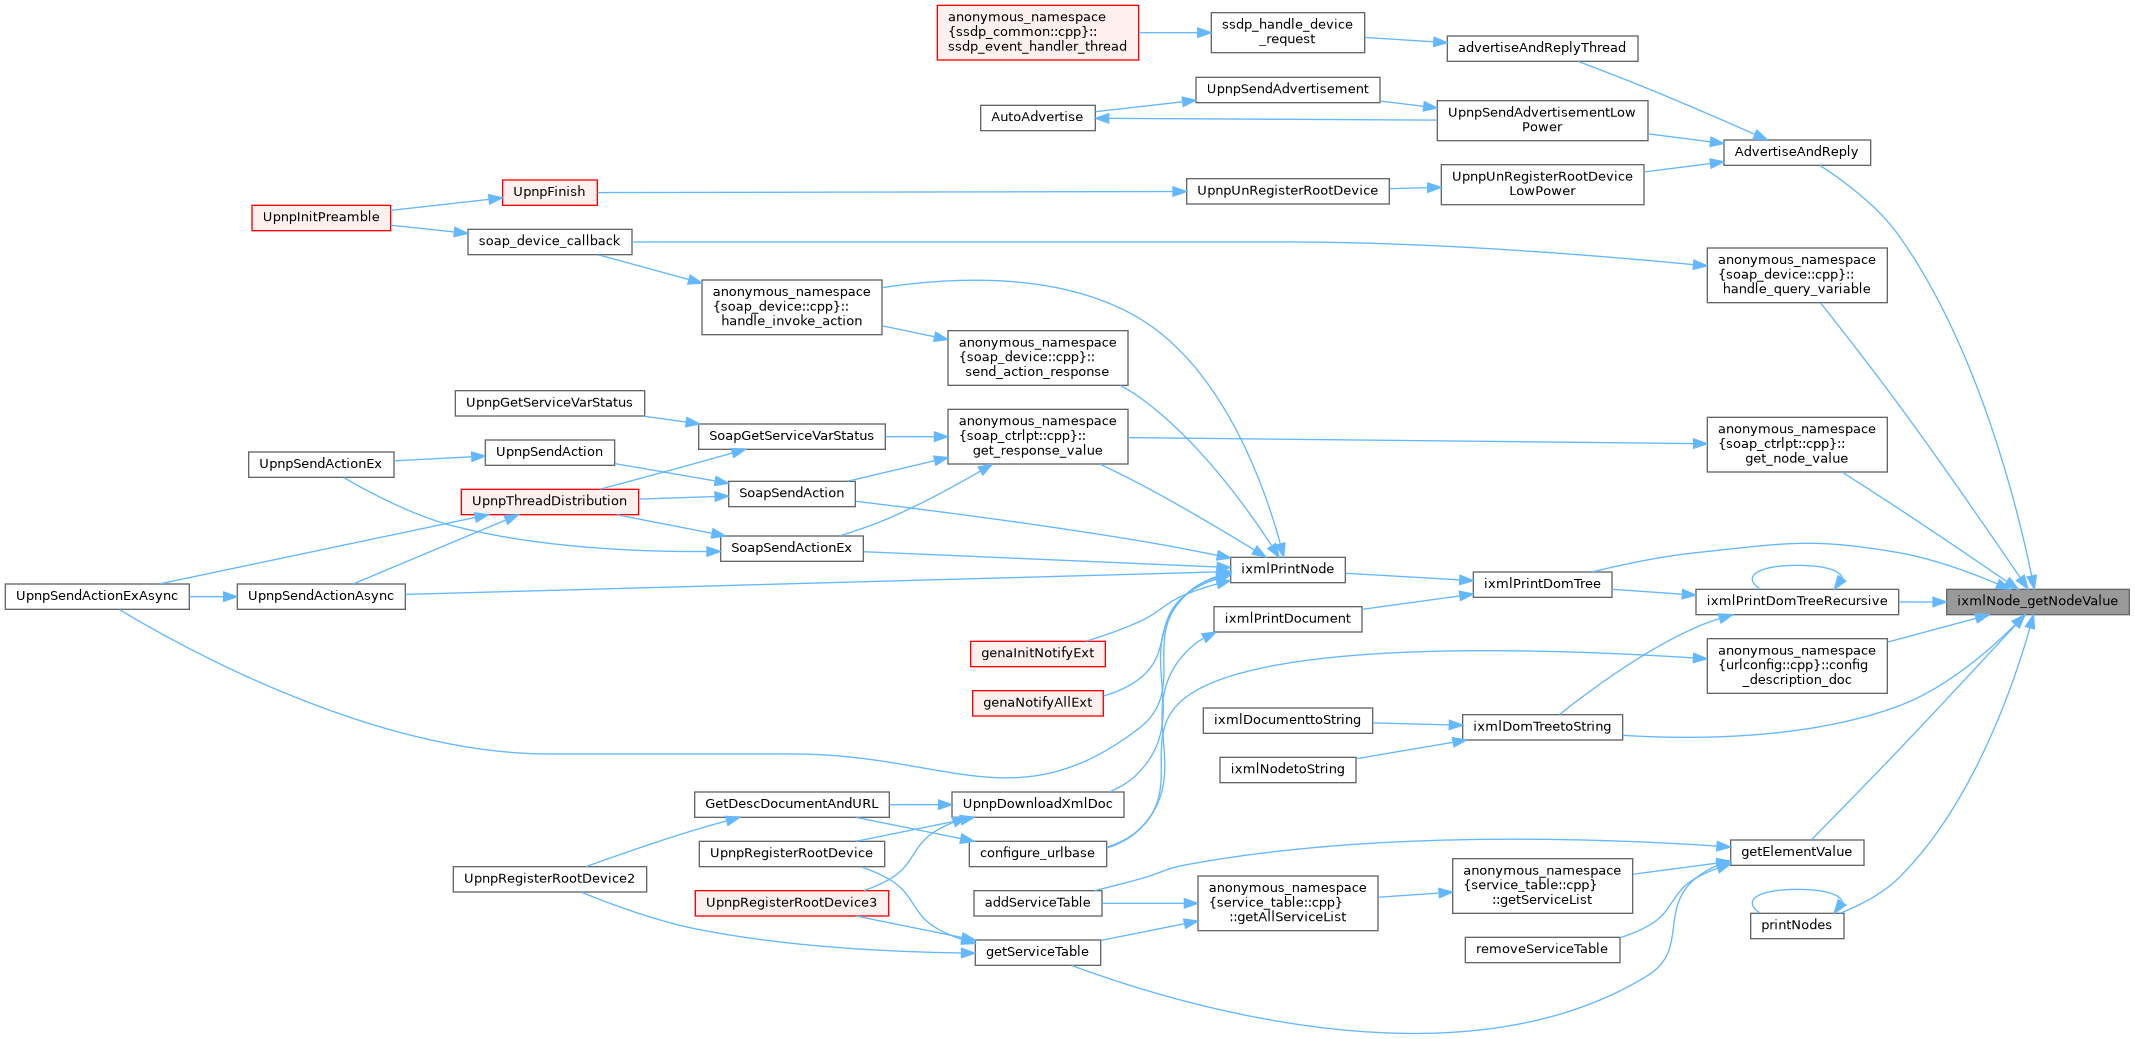 anonymous_namespace
{ssdp_common::cpp}::
ssdp_event_handler_thread
ssdp_handle_device
_request
advertiseAndReplyThread
UpnpSendAdvertisement
AutoAdvertise
UpnpSendAdvertisementLow
Power
AdvertiseAndReply
UpnpFinish
UpnpUnRegisterRootDevice
UpnpUnRegisterRootDevice
LowPower
UpnpInitPreamble
soap_device_callback
anonymous_namespace
{soap_device::cpp}::
handle_query_variable
anonymous_namespace
{soap_device::cpp}::
handle_invoke_action
anonymous_namespace
{soap_device::cpp}::
send_action_response
UpnpGetServiceVarStatus
SoapGetServiceVarStatus
anonymous_namespace
{soap_ctrlpt::cpp}::
get_response_value
anonymous_namespace
{soap_ctrlpt::cpp}::
get_node_value
UpnpSendActionEx
UpnpSendAction
UpnpThreadDistribution
SoapSendAction
SoapSendActionEx
ixmlPrintNode
ixmlPrintDomTree
UpnpSendActionExAsync
UpnpSendActionAsync
ixmlPrintDomTreeRecursive
ixmlNode_getNodeValue
ixmlPrintDocument
genaInitNotifyExt
anonymous_namespace
{urlconfig::cpp}::config
_description_doc
genaNotifyAllExt
ixmlDocumenttoString
ixmlDomTreetoString
ixmlNodetoString
GetDescDocumentAndURL
UpnpDownloadXmlDoc
UpnpRegisterRootDevice
configure_urlbase
getElementValue
UpnpRegisterRootDevice2
UpnpRegisterRootDevice3
addServiceTable
anonymous_namespace
{service_table::cpp}
::getAllServiceList
anonymous_namespace
{service_table::cpp}
::getServiceList
printNodes
getServiceTable
removeServiceTable